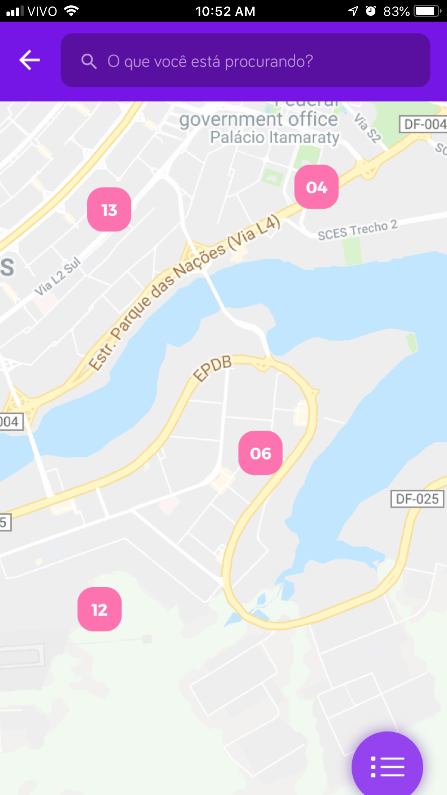 VIVO 10:52 AM 83%
O que você está procurando?
Federal
government office
Palácio Itamaraty
Via S2
DF-004
SC
04
13
SCES Trecho 2
S
Via L2 Sul
Estr. Parque das Nações (Via L4)
EPDB
004
06
DF-025
5
12